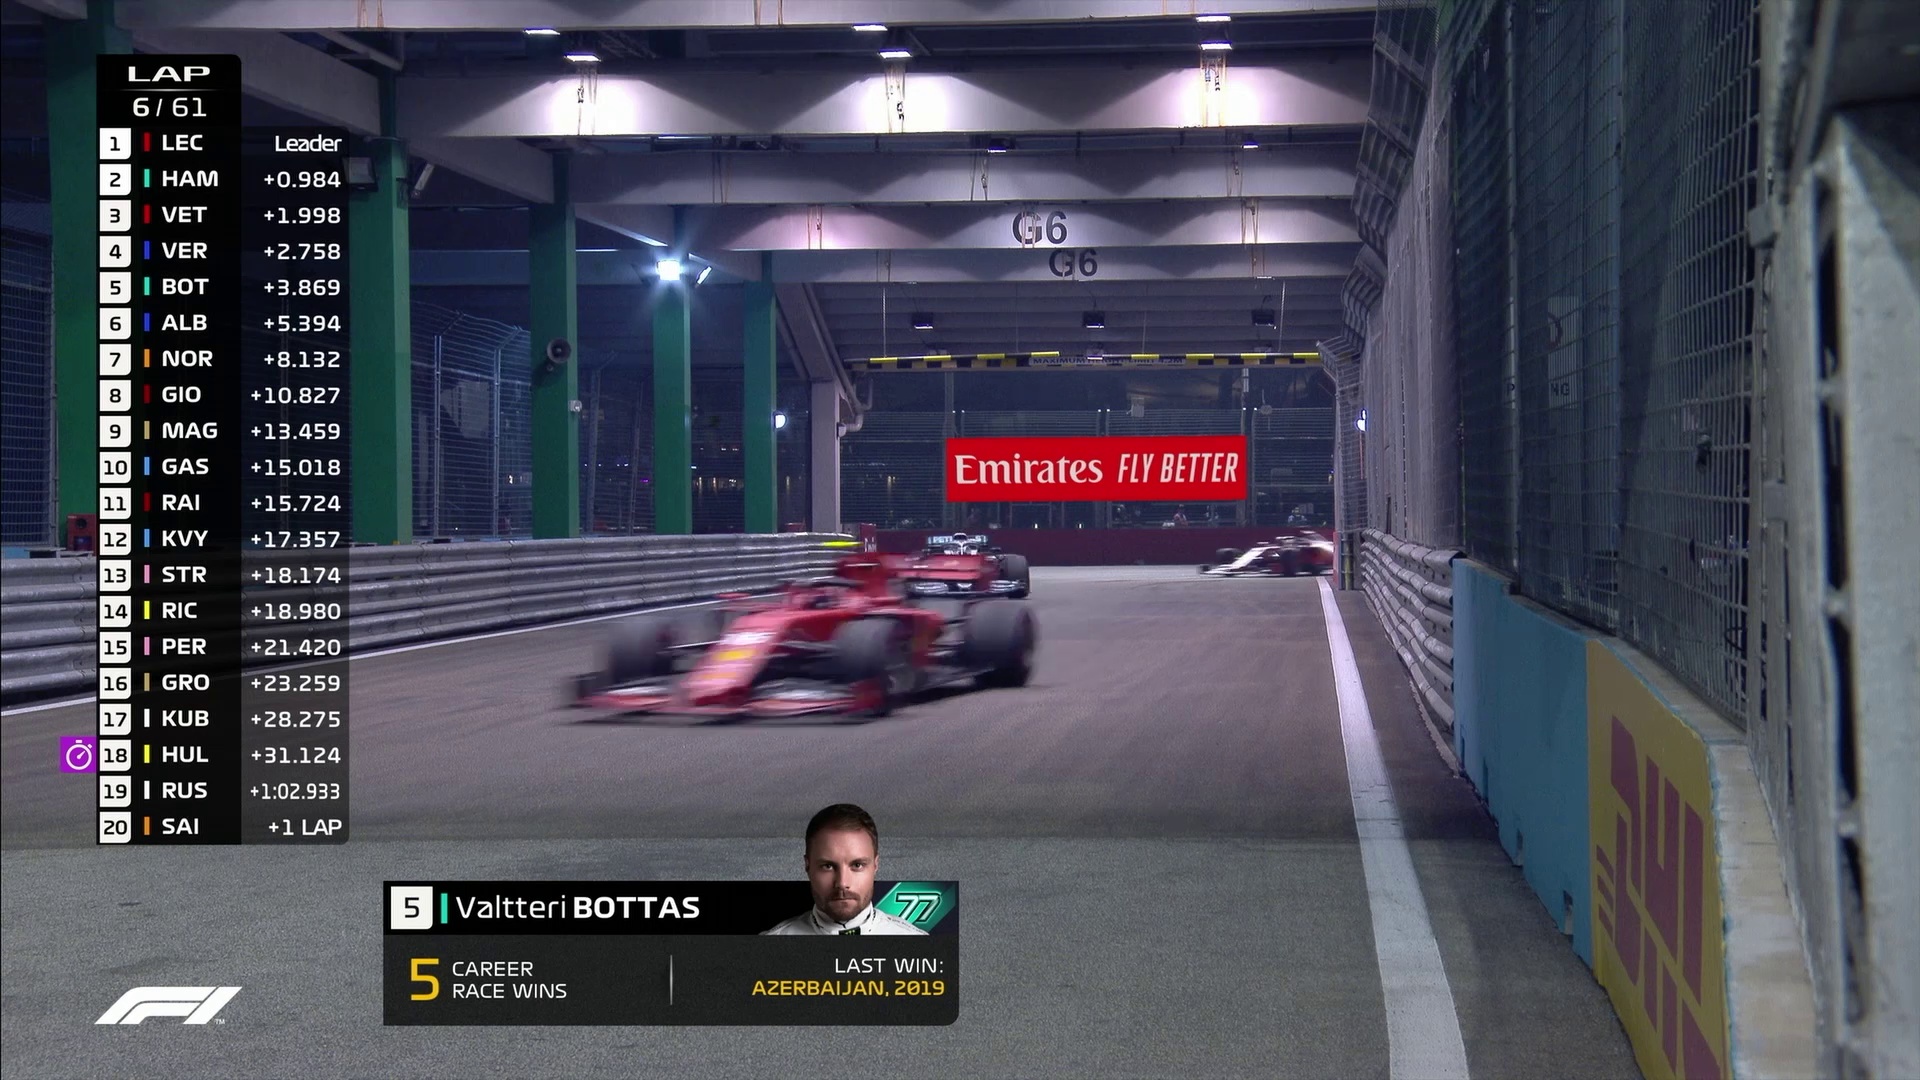 LAP
6 / 61
1 LEC Leader
2 HAM +0.984
3 VET +1.998
4 VER +2.758
5 BOT +3.869
6 ALB +5.394
7 NOR +8.132
8 GIO +10.827
9 MAG +13.459
10 GAS +15.018
11 RAI +15.724
12 KVY +17.357
13 STR +18.174
14 RIC +18.980
15 PER +21.420
16 GRO +23.259
17 KUB +28.275
18 HUL +31.124
19 RUS +1:02.933
20 SAI +1 LAP
G6
G6
Emirates FLY BETTER
DHL
5 Valtteri BOTTAS 77
5 CAREER
RACE WINS
LAST WIN:
AZERBAIJAN, 2019
F1
TM